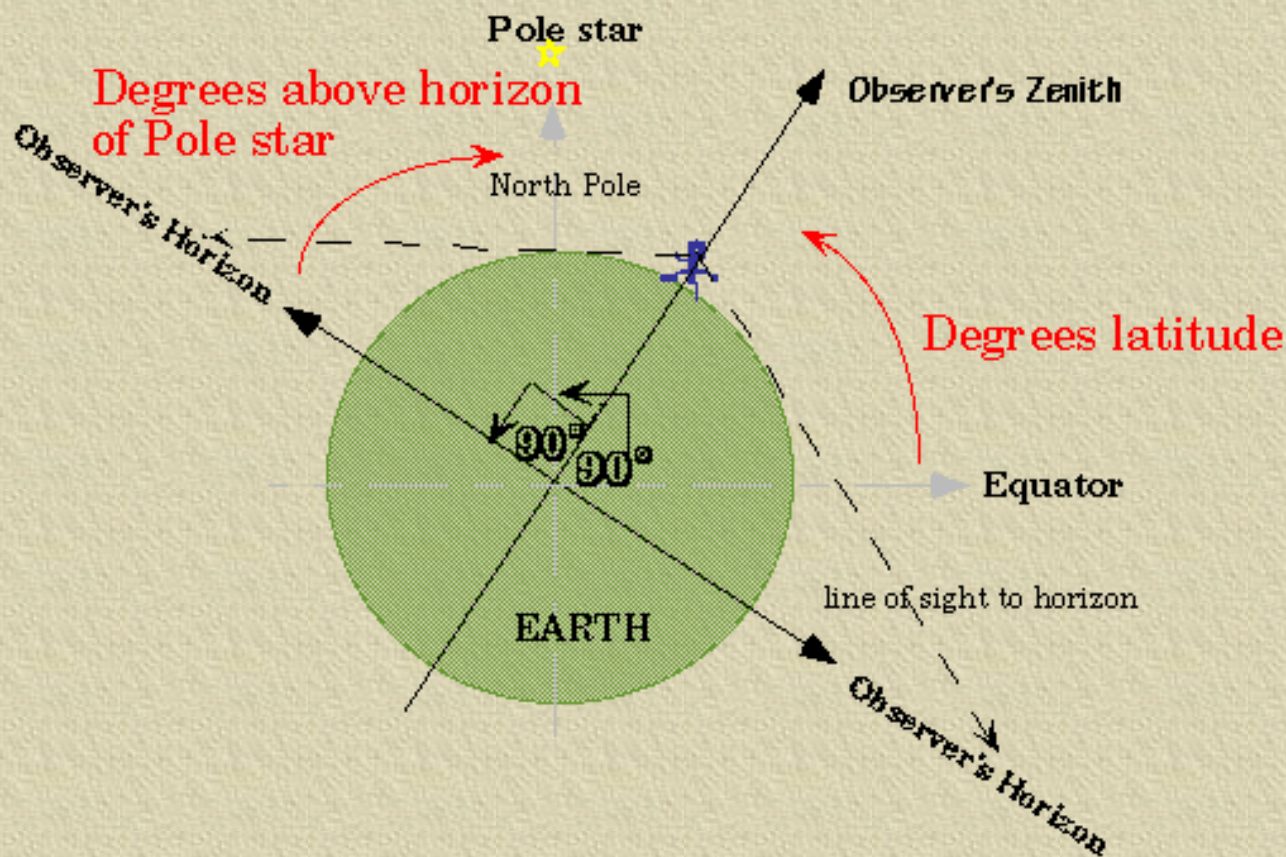 Pole star
Degrees above horizon
of Pole star
Observer's Zenith
Observer's Horizon
North Pole
Degrees latitude
90°
90°
Equator
line of sight to horizon
EARTH
Observer's Horizon